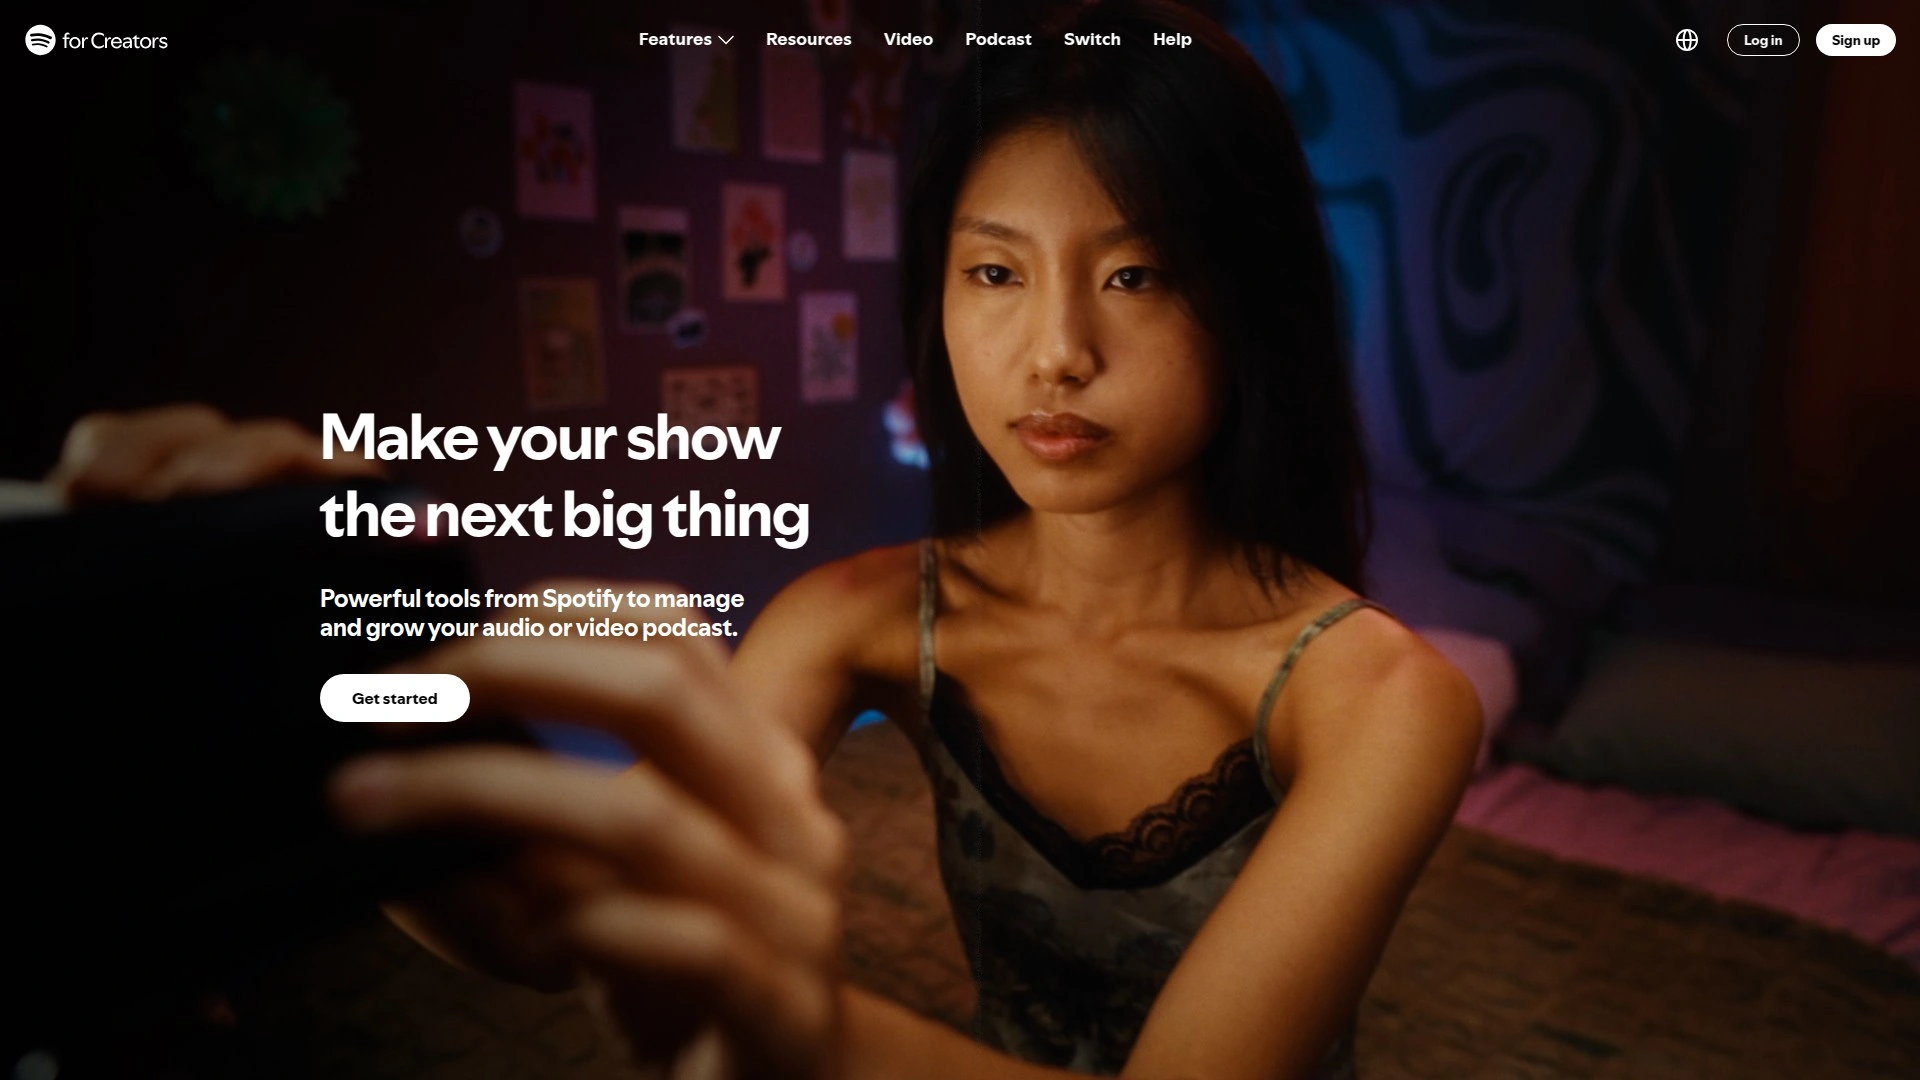 for Creators
Features
Resources
Video
Podcast
Switch
Help
Log in
Sign up
Make your show
the next big thing
Powerful tools from Spotify to manage
and grow your audio or video podcast.
Get started